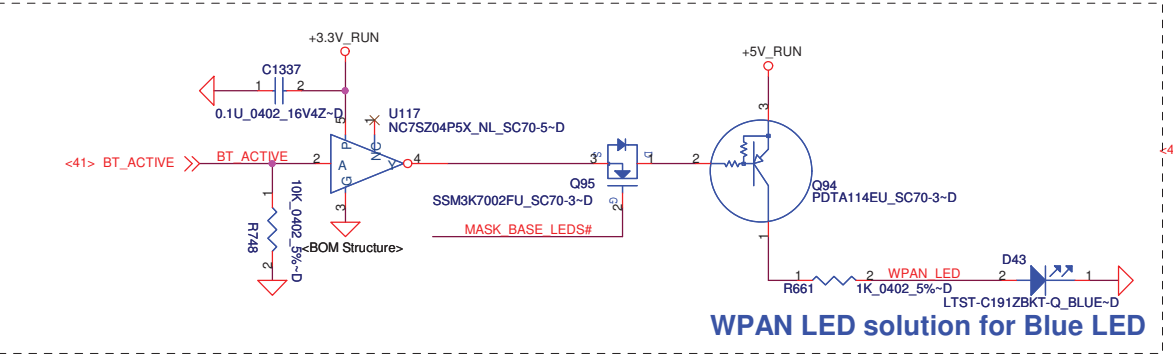 +3.3V_RUN
+5V_RUN
C1337
1
2
0.1U_0402_16V4Z~D
U117
NC7SZ04P5X_NL_SC70-5~D
5
P
1
NC
3
<41> BT_ACTIVE
BT_ACTIVE
2
A
Y
4
G
3
3
S
D
1
2
Q95
SSM3K7002FU_SC70-3~D
G
2
MASK_BASE_LEDS#
Q94
PDTA114EU_SC70-3~D
1
1
R748
10K_0402_5%~D
2
<BOM Structure>
1
R661
2
1K_0402_5%~D
WPAN_LED
D43
2
1
LTST-C191ZBKT-Q_BLUE~D
WPAN LED solution for Blue LED
<4